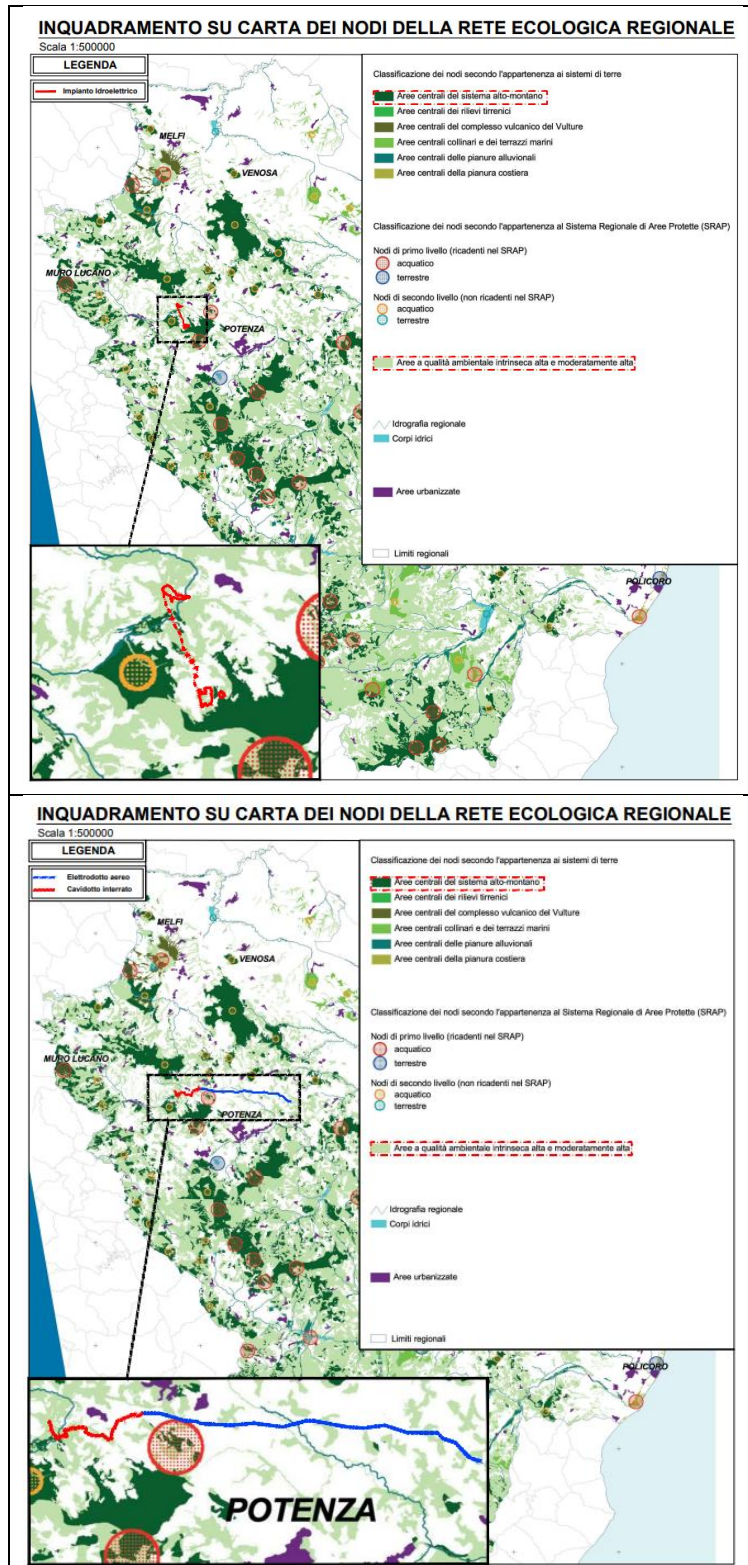 INQUADRAMENTO SU CARTA DEI NODI DELLA RETE ECOLOGICA REGIONALE
Scala 1:500000
LEGENDA
Impianto Idroelettrico
Classificazione dei nodi secondo l'appartenenza ai sistemi di terre
Aree centrali del sistema alto-montano
Aree centrali dei rilievi tirrenici
Aree centrali del complesso vulcanico del Vulture
Aree centrali collinari e dei terrazzi marini
Aree centrali delle pianure alluvionali
Aree centrali della pianura costiera
Classificazione dei nodi secondo l'appartenenza al Sistema Regionale di Aree Protette (SRAP)
Nodi di primo livello (ricadenti nel SRAP)
acquatico
terrestre
Nodi di secondo livello (non ricadenti nel SRAP)
acquatico
terrestre
Aree a qualità ambientale intrinseca alta e moderatamente alta
Idrografia regionale
Corpi idrici
Aree urbanizzate
Limiti regionali
MELFI
VENOSA
MURO LUCANO
POTENZA
POLICORO
INQUADRAMENTO SU CARTA DEI NODI DELLA RETE ECOLOGICA REGIONALE
Scala 1:500000
LEGENDA
Elettrodotto aereo
Cavidotto interrato
Classificazione dei nodi secondo l'appartenenza ai sistemi di terre
Aree centrali del sistema alto-montano
Aree centrali dei rilievi tirrenici
Aree centrali del complesso vulcanico del Vulture
Aree centrali collinari e dei terrazzi marini
Aree centrali delle pianure alluvionali
Aree centrali della pianura costiera
Classificazione dei nodi secondo l'appartenenza al Sistema Regionale di Aree Protette (SRAP)
Nodi di primo livello (ricadenti nel SRAP)
acquatico
terrestre
Nodi di secondo livello (non ricadenti nel SRAP)
acquatico
terrestre
Aree a qualità ambientale intrinseca alta e moderatamente alta
Idrografia regionale
Corpi idrici
Aree urbanizzate
Limiti regionali
MELFI
VENOSA
MURO LUCANO
POTENZA
POLICORO
POTENZA